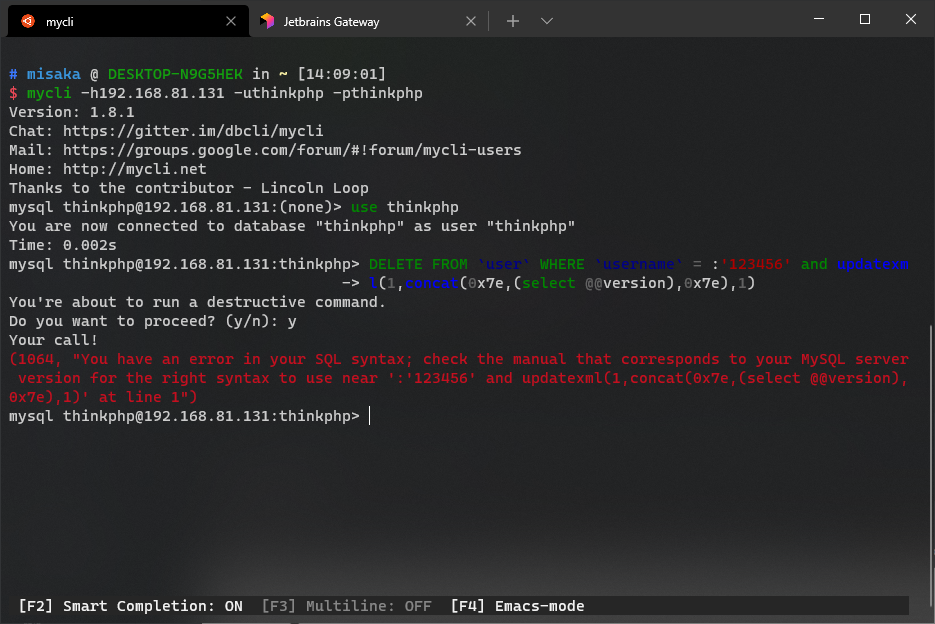 mycli
Jetbrains Gateway
# misaka @ DESKTOP-N9G5HEK in ~ [14:09:01]
$ mycli -h192.168.81.131 -uthinkphp -pthinkphp
Version: 1.8.1
Chat: https://gitter.im/dbcli/mycli
Mail: https://groups.google.com/forum/#!forum/mycli-users
Home: http://mycli.net
Thanks to the contributor - Lincoln Loop
mysql thinkphp@192.168.81.131:(none)> use thinkphp
You are now connected to database "thinkphp" as user "thinkphp"
Time: 0.002s
mysql thinkphp@192.168.81.131:thinkphp> DELETE FROM `user` WHERE `username` = :'123456' and updatexm
-> l(1,concat(0x7e,(select @@version),0x7e),1)
You're about to run a destructive command.
Do you want to proceed? (y/n): y
Your call!
(1064, "You have an error in your SQL syntax; check the manual that corresponds to your MySQL server
version for the right syntax to use near ':'123456' and updatexml(1,concat(0x7e,(select @@version),
0x7e),1)' at line 1")
mysql thinkphp@192.168.81.131:thinkphp>
[F2] Smart Completion: ON [F3] Multiline: OFF [F4] Emacs-mode